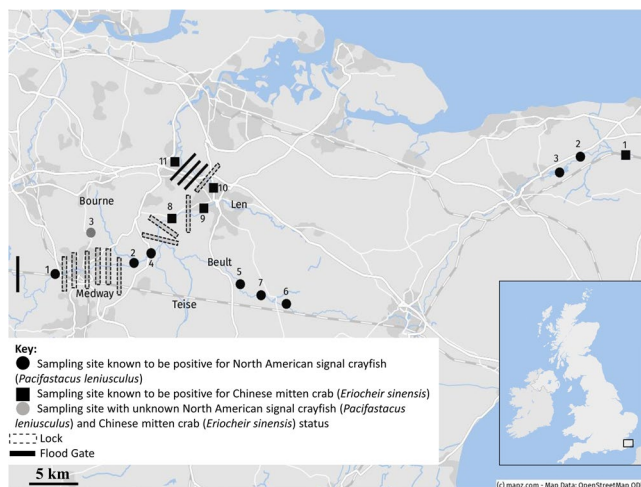 2
1
3
11
10
Bourne
8
9
Len
3
1
2
4
Beult
5
7
6
Medway
Teise
Key:
Sampling site known to be positive for North American signal crayfish
(Pacifastacus leniusculus)
Sampling site known to be positive for Chinese mitten crab (Eriocheir sinensis)
Sampling site with unknown North American signal crayfish (Pacifastacus
leniusculus) and Chinese mitten crab (Eriocheir sinensis) status
Lock
Flood Gate
5 km
(c) mapz.com - Map Data: OpenStreetMap OD